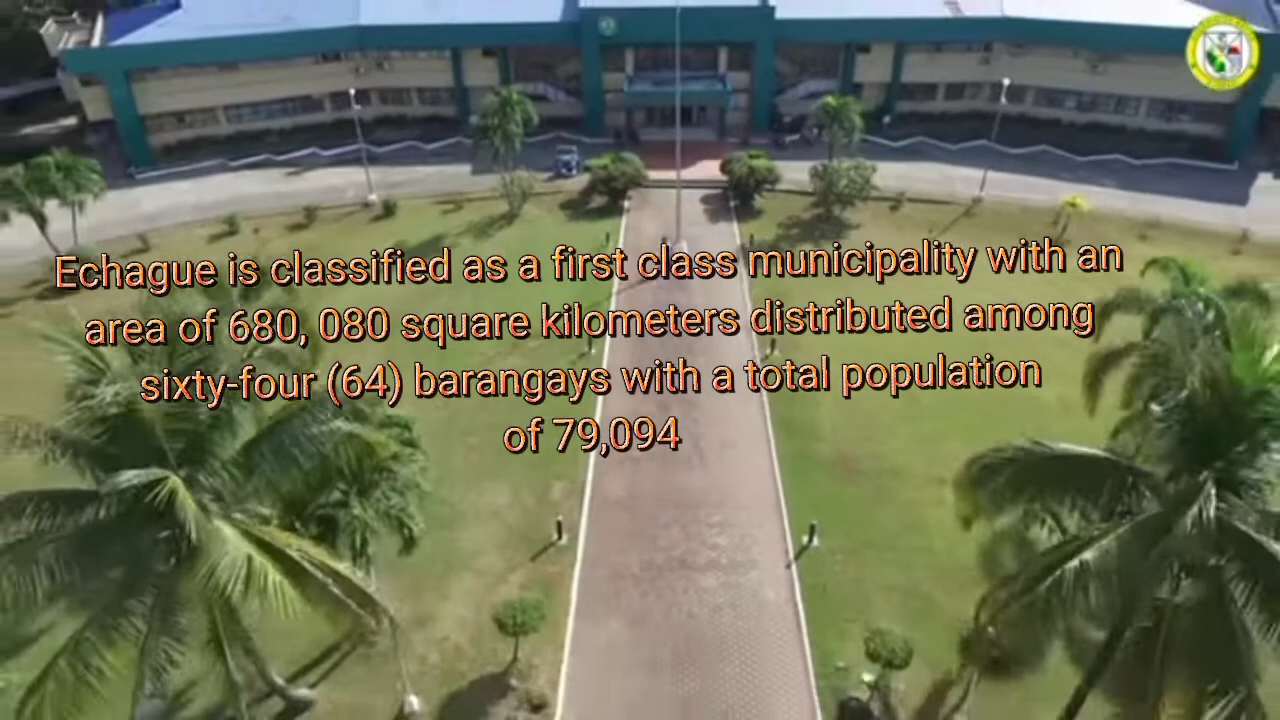 Echague is classified as a first class municipality with an
area of 680, 080 square kilometers distributed among
sixty-four (64) barangays with a total population
of 79,094